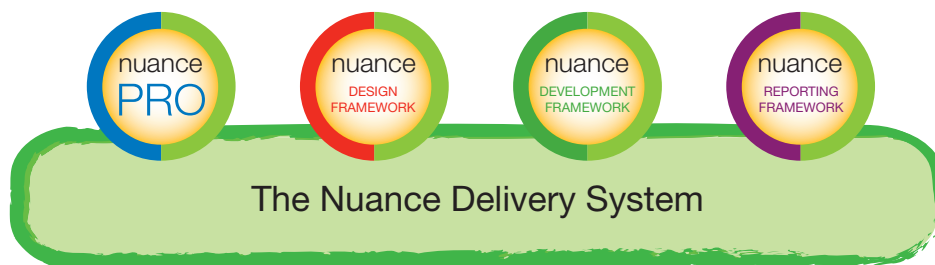 nuance
PRO
nuance
DESIGN
FRAMEWORK
nuance
DEVELOPMENT
FRAMEWORK
nuance
REPORTING
FRAMEWORK
The Nuance Delivery System